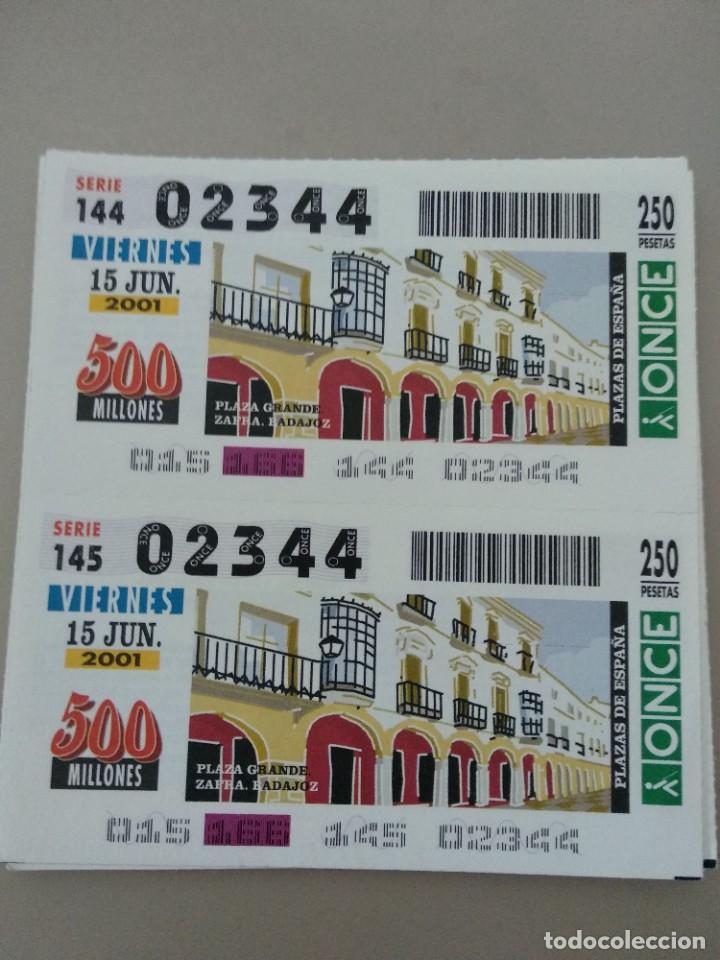 SERIE
144
02344
250
PESETAS
VIERNES
15 JUN.
2001
500
MILLONES
PLAZA GRANDE.
ZAFRA. BADAJOZ
PLAZAS DE ESPAÑA
ONCE
015 166 144 02344
SERIE
145
02344
250
PESETAS
VIERNES
15 JUN.
2001
500
MILLONES
PLAZA GRANDE.
ZAFRA. BADAJOZ
PLAZAS DE ESPAÑA
ONCE
015 166 145 02344
todocoleccion.net